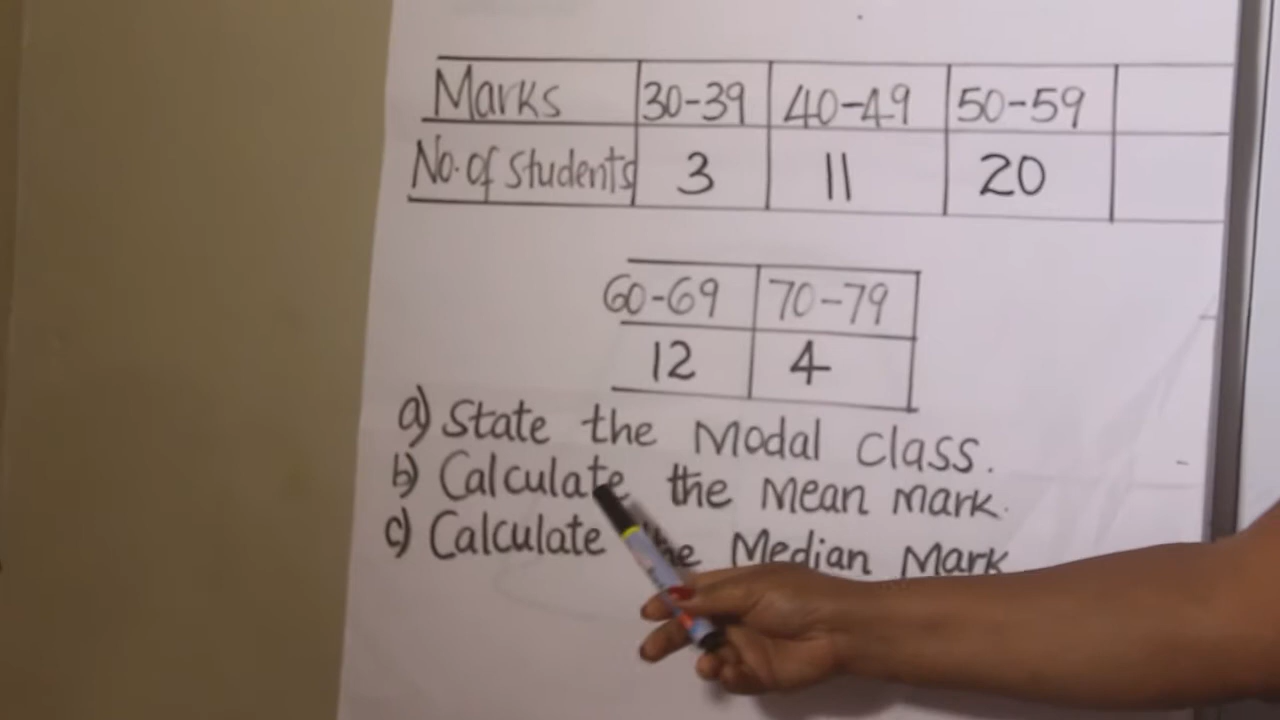 Marks 30-39 40-49 50-59
No. of Students 3 11 20
60-69 70-79
12 4
a) State the Modal class.
b) Calculate the Mean mark.
c) Calculate the Median Mark